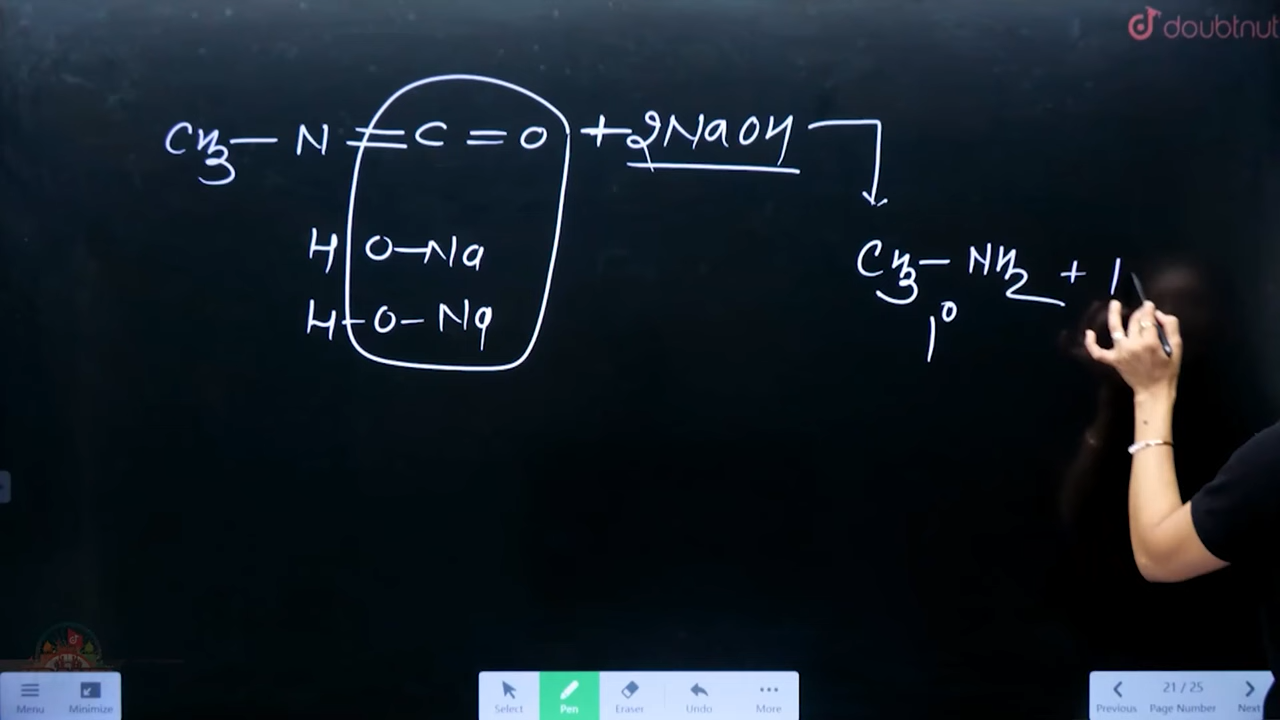 doubtnut
CH3 — N = C = O + 2NaOH
H O—Na
CH3 — NH2 +
H-O-Na
1°
Menu
Minimize
Select
Pen
Eraser
Undo
More
Previous
21 / 25
Page Number
Next